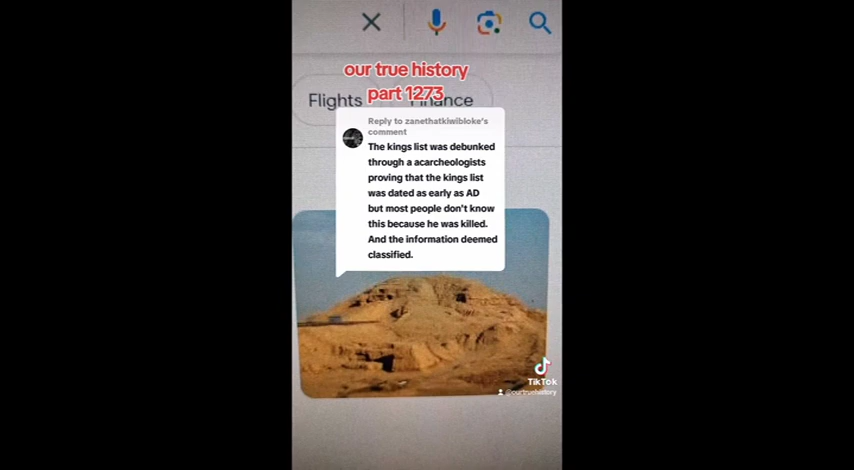 our true history
part 1273
Flights
Finance
Reply to zanethatkiwibloke's
comment
The kings list was debunked
through a acarcheologists
proving that the kings list
was dated as early as AD
but most people don't know
this because he was killed.
And the information deemed
classified.
TikTok
@ourtruehistory